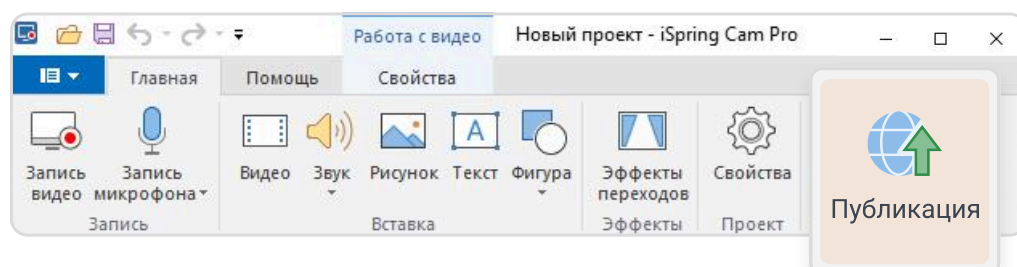 Работа с видео
Новый проект - iSpring Cam Pro
Главная
Помощь
Свойства
Запись видео
Запись микрофона
Видео
Звук
Рисунок
Текст
A
Фигура
Эффекты переходов
Свойства
Публикация
Запись
Вставка
Эффекты
Проект